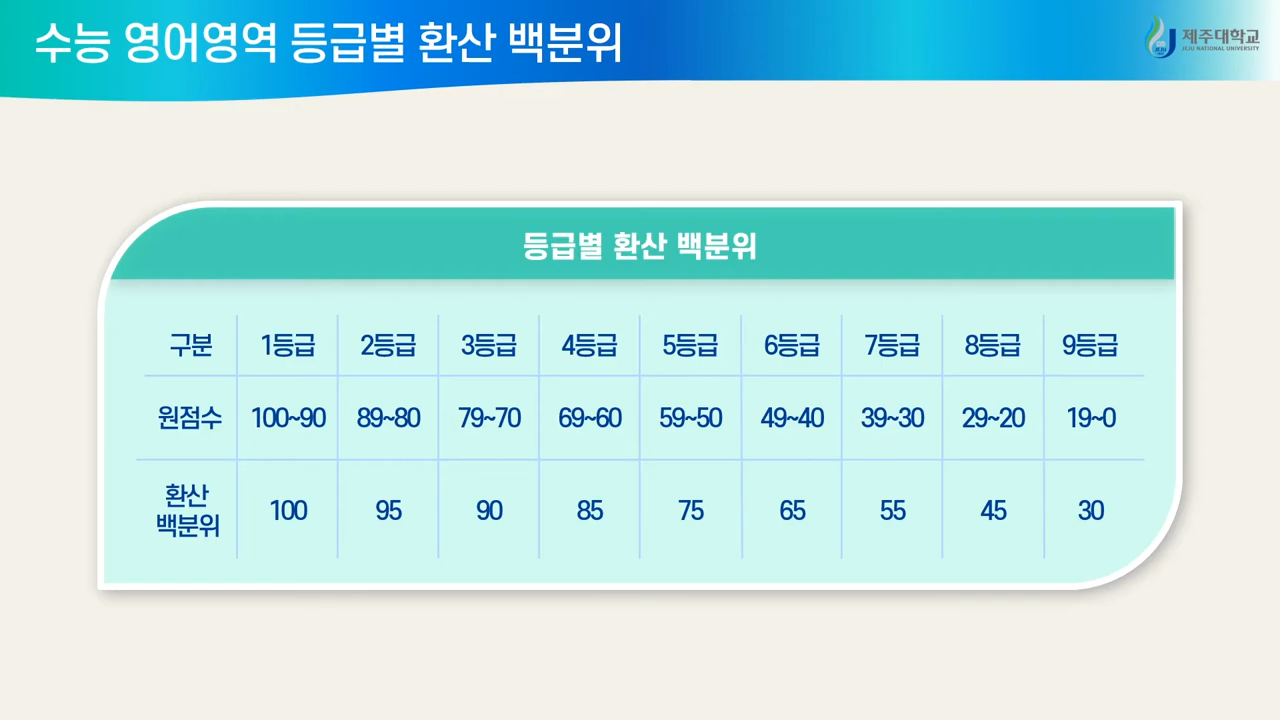 수능 영어영역 등급별 환산 백분위
제주대학교
JEJU NATIONAL UNIVERSITY
등급별 환산 백분위
구분 1등급 2등급 3등급 4등급 5등급 6등급 7등급 8등급 9등급
원점수 100~90 89~80 79~70 69~60 59~50 49~40 39~30 29~20 19~0
환산
백분위 100 95 90 85 75 65 55 45 30